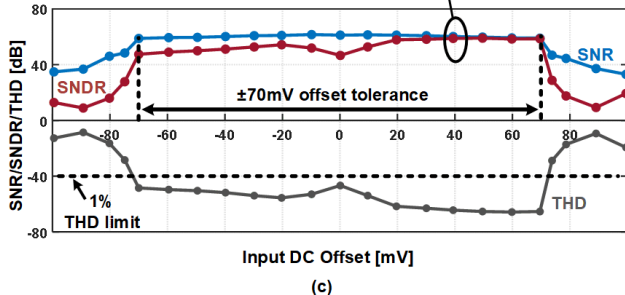 80
40
0
-40
-80
SNR/SNDR/THD [dB]
SNR
SNDR
±70mV offset tolerance
-80 -60 -40 -20 0 20 40 60 80
1%
THD limit
THD
Input DC Offset [mV]
(c)